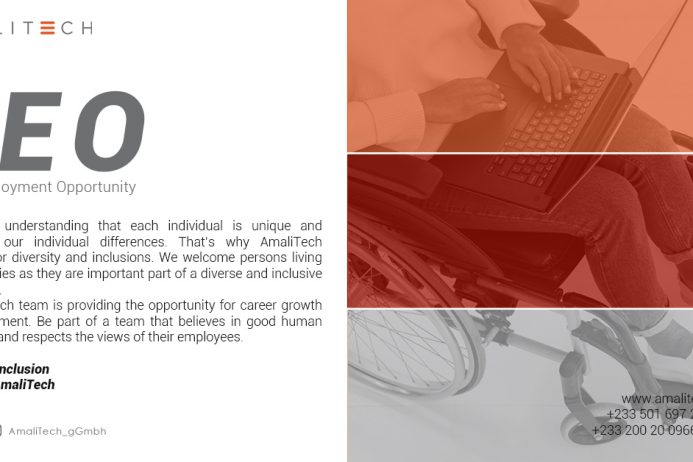 LITECH
EO
loyment Opportunity
understanding that each individual is unique and
our individual differences. That's why AmaliTech
or diversity and inclusions. We welcome persons living
ies as they are important part of a diverse and inclusive
ch team is providing the opportunity for career growth
ment. Be part of a team that believes in good human
and respects the views of their employees.
nclusion
maliTech
AmaliTech_gGmbh
www.amalite
+233 501 697 2
+233 200 20 0966